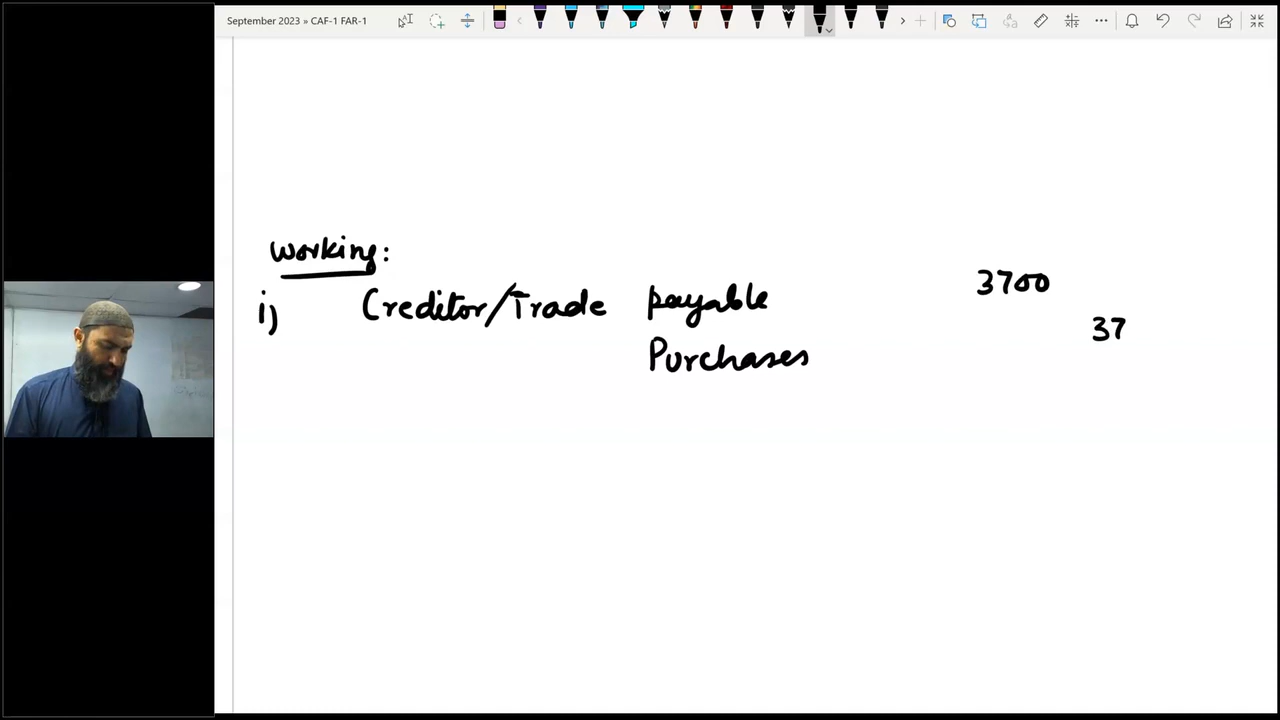 September 2023 » CAF-1 FAR-1
Working:
i) Creditor/Trade payable 3700
Purchases 37